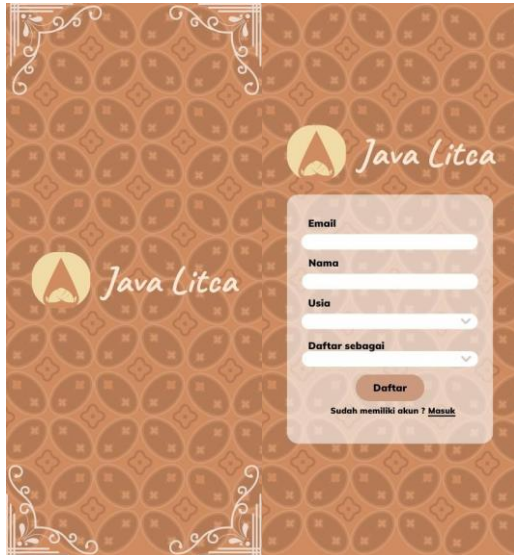 Java Litca
Java Litca
Email
Nama
Usia
Daftar sebagai
Daftar
Sudah memiliki akun ? Masuk